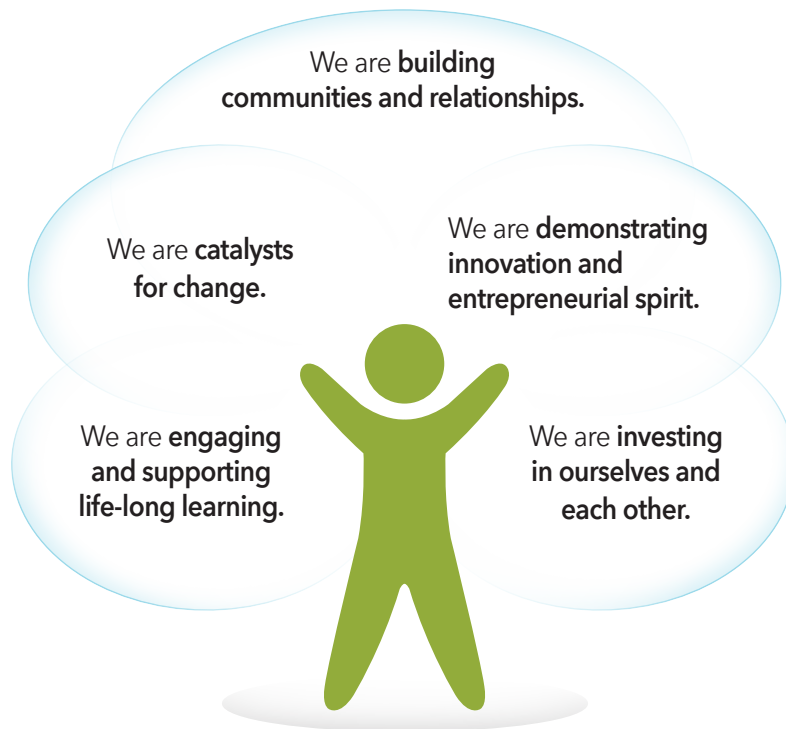 We are building
communities and relationships.
We are catalysts
for change.
We are demonstrating
innovation and
entrepreneurial spirit.
We are engaging
and supporting
life-long learning.
We are investing
in ourselves and
each other.